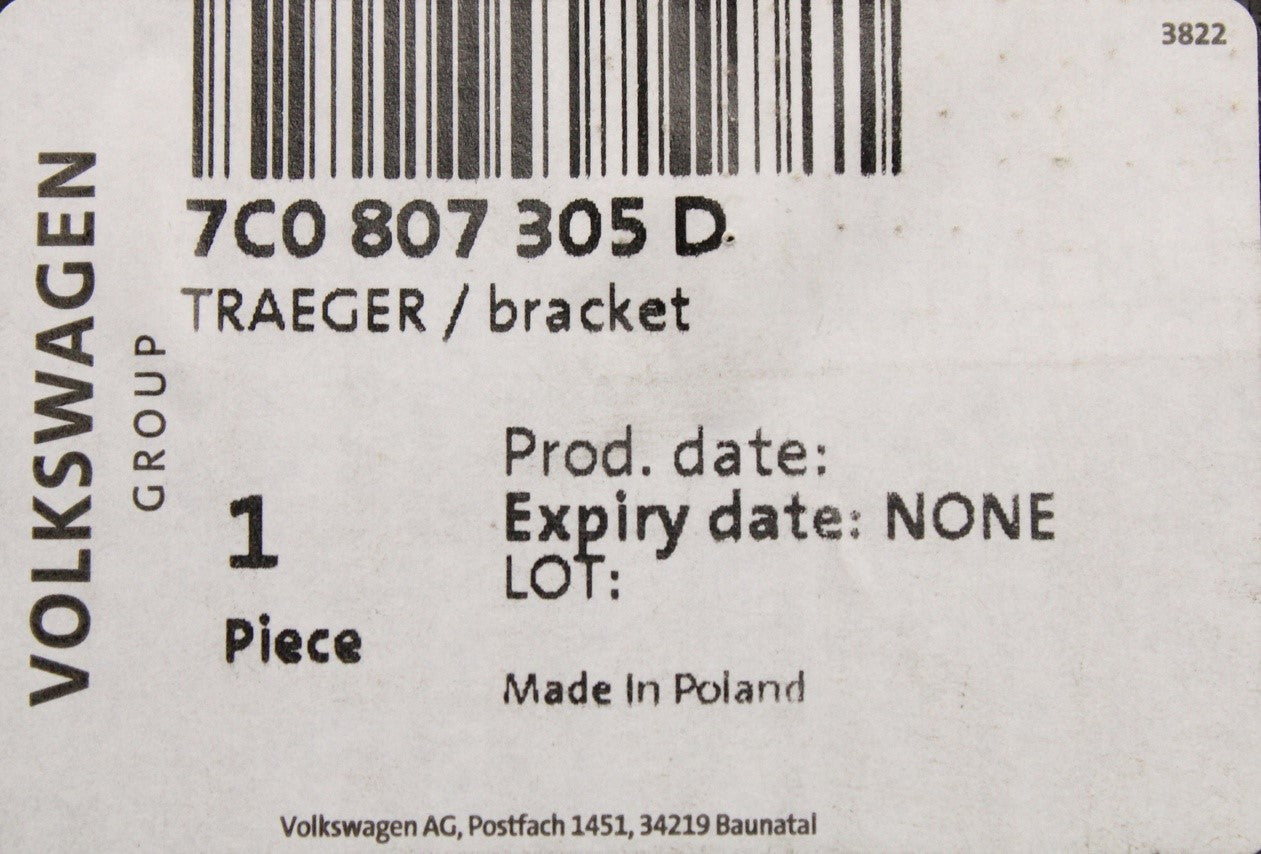 3822
7C0 807 305 D
TRAEGER / bracket
VOLKSWAGEN
GROUP
Prod. date:
Expiry date: NONE
LOT:
1
Piece
Made In Poland
Volkswagen AG, Postfach 1451, 34219 Baunatal